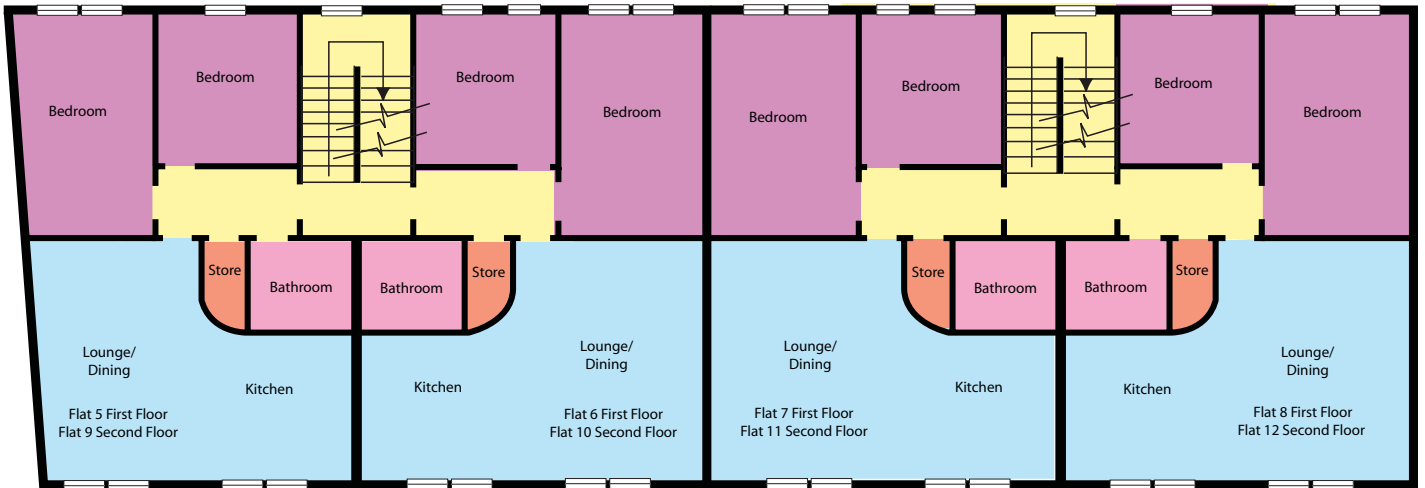 Bedroom
Bedroom
Bedroom
Bedroom
Bedroom
Bedroom
Bedroom
Bedroom
Store
Bathroom
Bathroom
Store
Store
Bathroom
Bathroom
Store
Lounge/
Dining
Kitchen
Flat 5 First Floor
Flat 9 Second Floor
Kitchen
Lounge/
Dining
Flat 6 First Floor
Flat 10 Second Floor
Lounge/
Dining
Kitchen
Flat 7 First Floor
Flat 11 Second Floor
Kitchen
Lounge/
Dining
Flat 8 First Floor
Flat 12 Second Floor